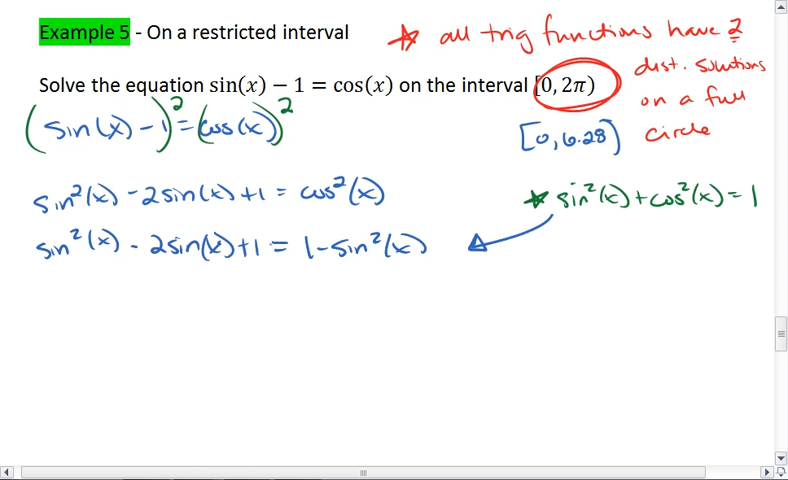 Example 5 - On a restricted interval
☆ all trig functions have 2
dist. solutions
on a full
circle
Solve the equation sin(x) − 1 = cos(x) on the interval [0, 2π)
[0, 6.28)
(sin(x) - 1)² = (cos(x))²
sin²(x) - 2sin(x) + 1 = cos²(x)
★ sin²(x) + cos²(x) = 1
sin²(x) - 2sin(x) + 1 = 1 - sin²(x)